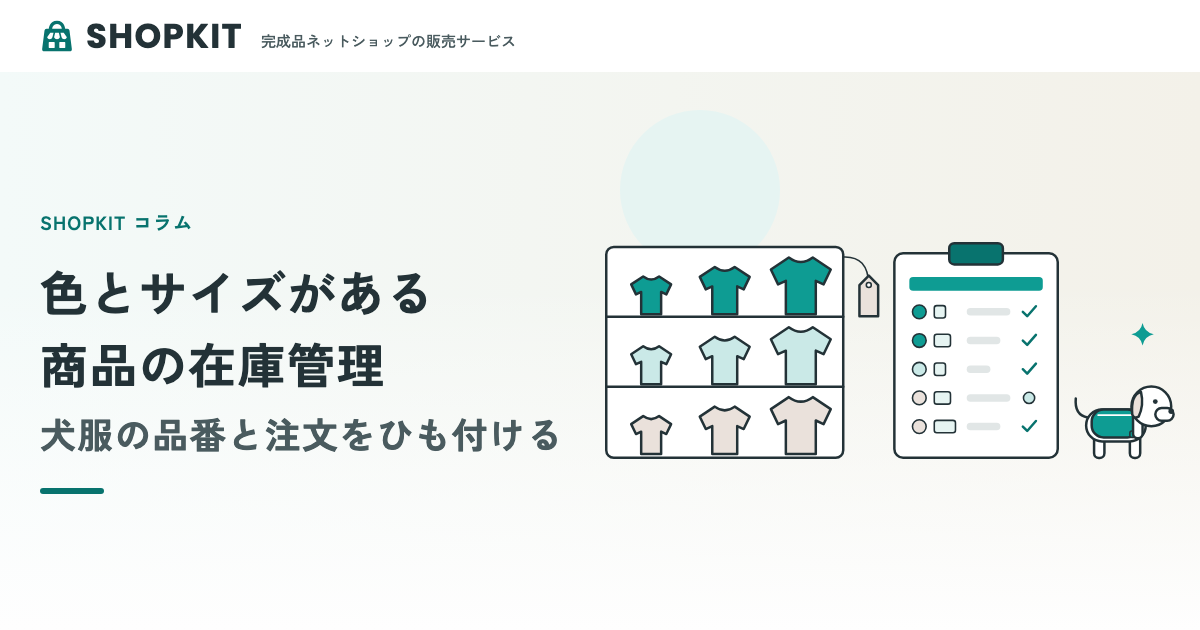 SHOPKIT 完成品ネットショップの販売サービス
SHOPKIT コラム
色とサイズがある
商品の在庫管理
犬服の品番と注文をひも付ける